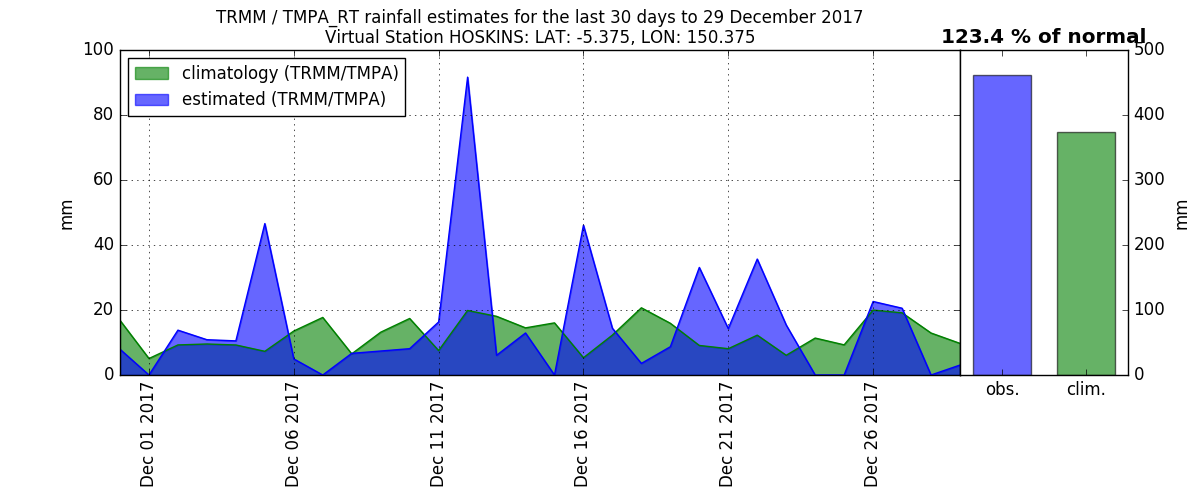 TRMM / TMPA_RT rainfall estimates for the last 30 days to 29 December 2017
Virtual Station HOSKINS: LAT: -5.375, LON: 150.375
123.4 % of normal
climatology (TRMM/TMPA)
estimated (TRMM/TMPA)
100
80
60
40
20
0
mm
Dec 01 2017
Dec 06 2017
Dec 11 2017
Dec 16 2017
Dec 21 2017
Dec 26 2017
obs.
clim.
500
400
300
200
100
0
mm